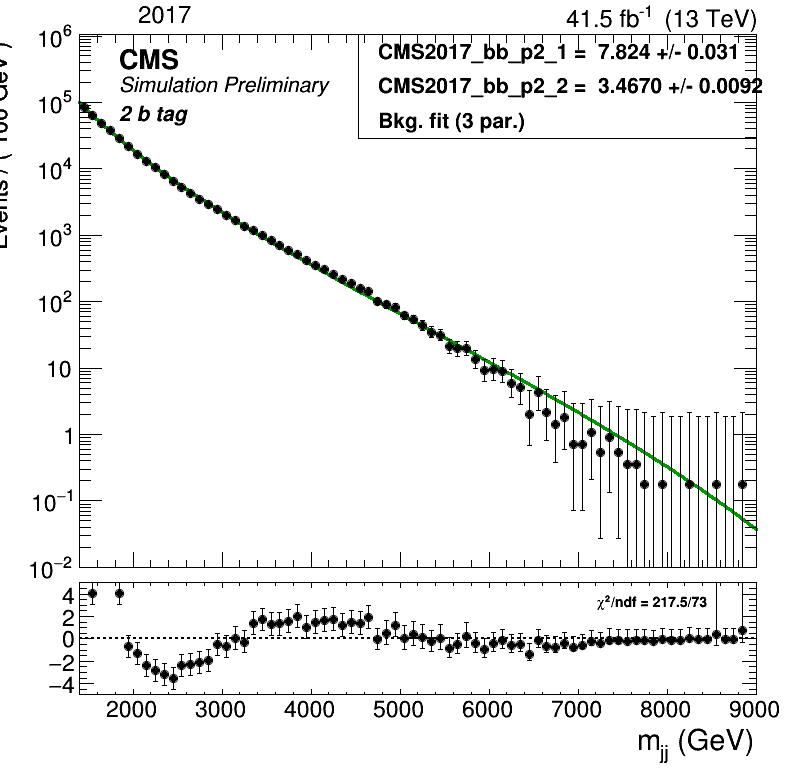 2017
41.5 fb⁻¹ (13 TeV)
CMS
Simulation Preliminary
2 b tag
CMS2017_bb_p2_1 = 7.824 +/- 0.031
CMS2017_bb_p2_2 = 3.4670 +/- 0.0092
Bkg. fit (3 par.)
Events / ( 100 GeV )
10⁶
10⁵
10⁴
10³
10²
10
1
10⁻¹
10⁻²
χ²/ndf = 217.5/73
4
2
0
−2
−4
2000 3000 4000 5000 6000 7000 8000 9000
m_jj (GeV)